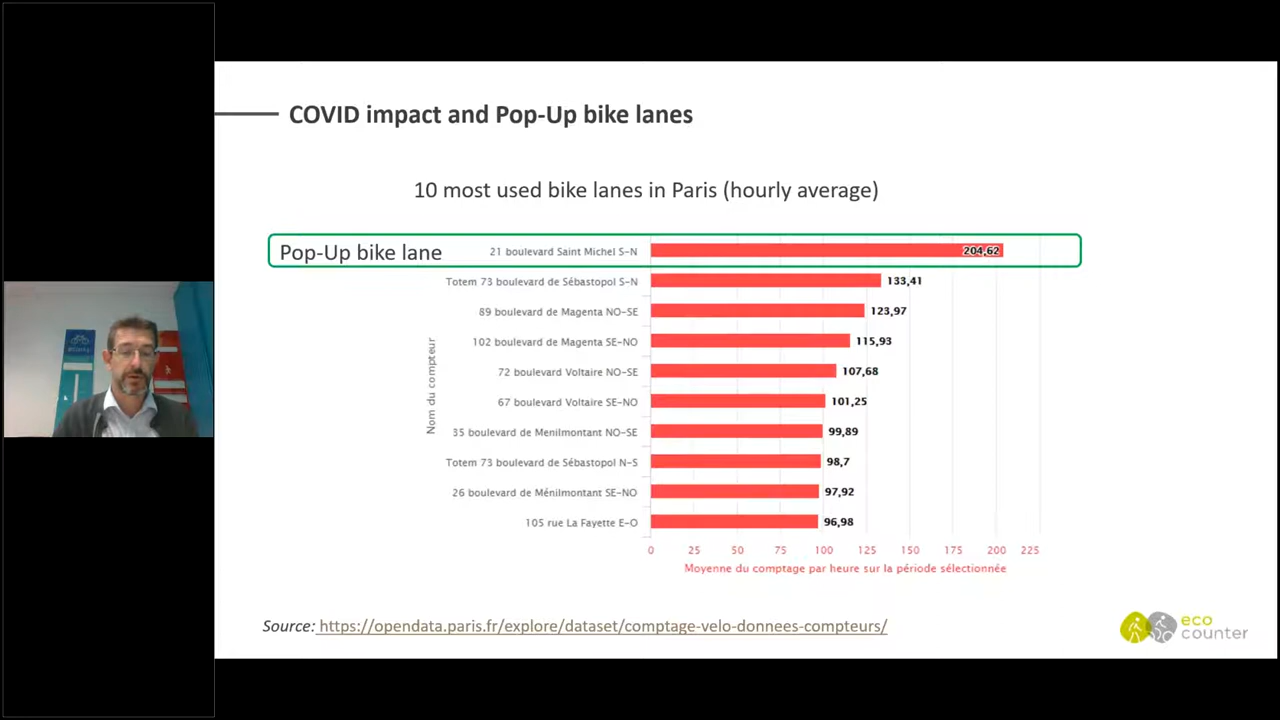 COVID impact and Pop-Up bike lanes
10 most used bike lanes in Paris (hourly average)
Pop-Up bike lane 21 boulevard Saint Michel S-N 204,62
Totem 73 boulevard de Sébastopol S-N 133,41
89 boulevard de Magenta NO-SE 123,97
102 boulevard de Magenta SE-NO 115,93
72 boulevard Voltaire NO-SE 107,68
67 boulevard Voltaire SE-NO 101,25
35 boulevard de Menilmontant NO-SE 99,89
Totem 73 boulevard de Sébastopol N-S 98,7
26 boulevard de Ménilmontant SE-NO 97,92
105 rue La Fayette E-O 96,98
Nom du compteur
0 25 50 75 100 125 150 175 200 225
Moyenne du comptage par heure sur la période sélectionnée
Source: https://opendata.paris.fr/explore/dataset/comptage-velo-donnees-compteurs/
eco
counter